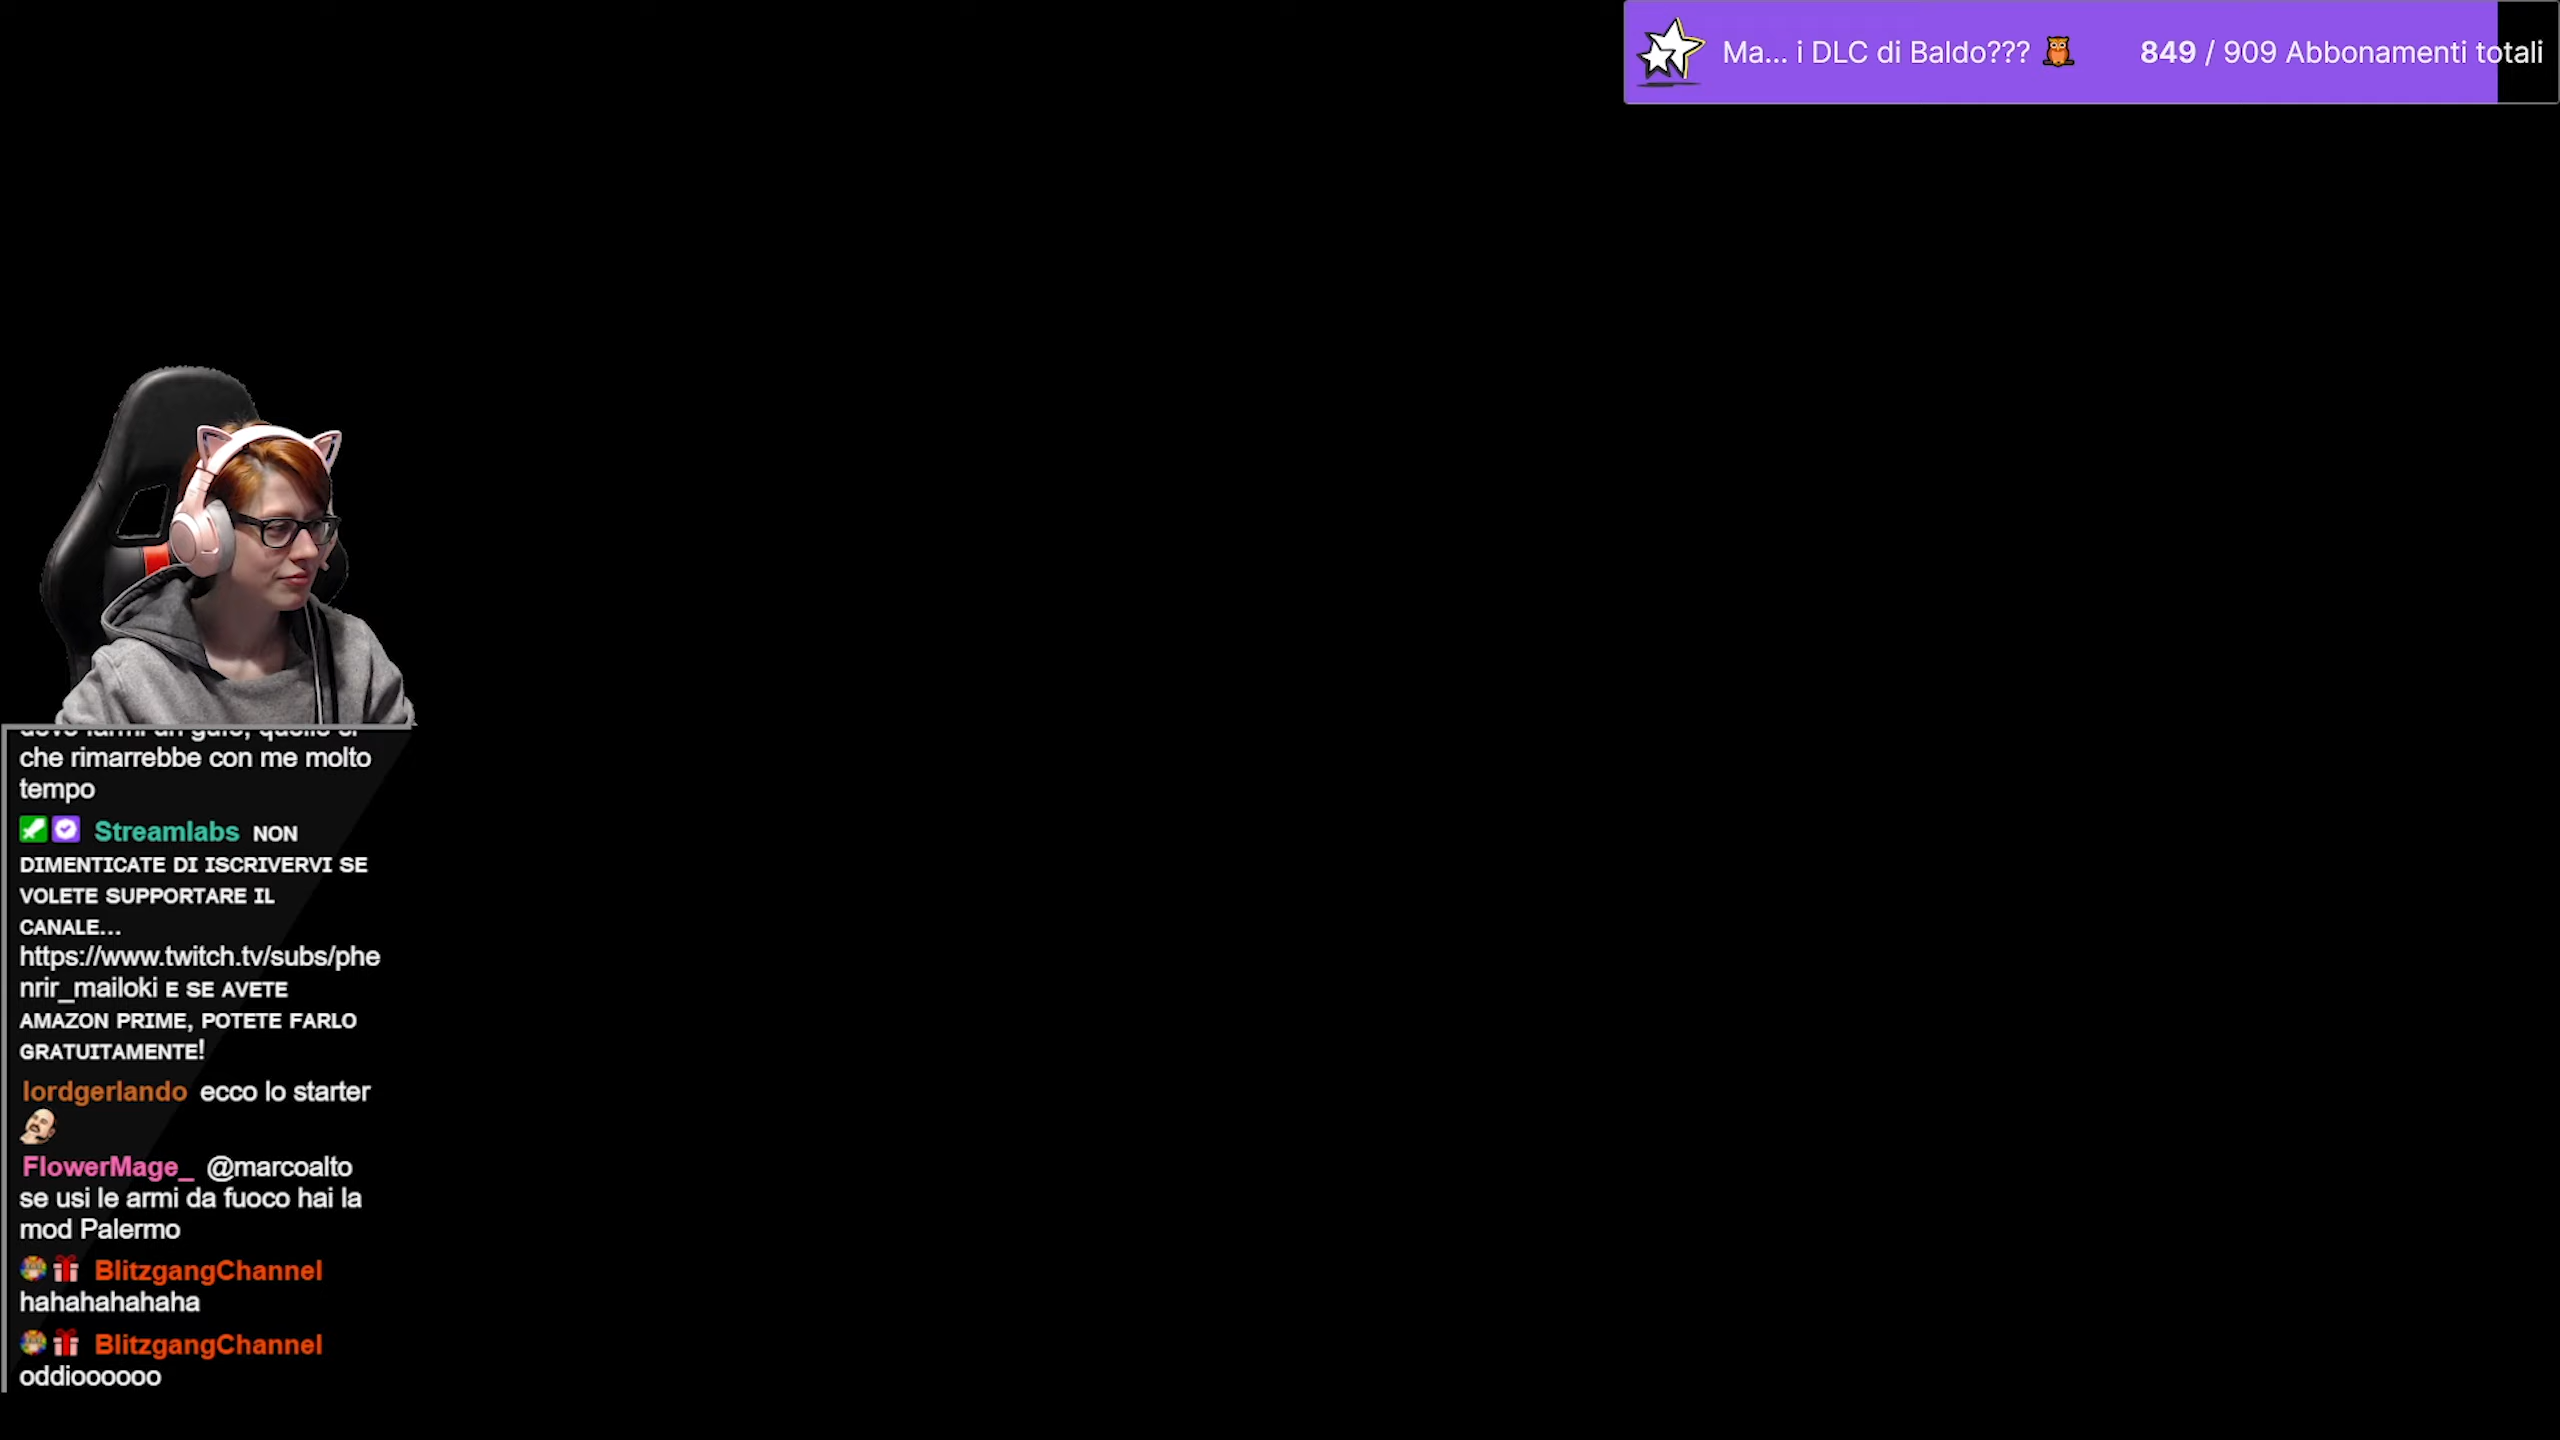 Ma... i DLC di Baldo??? 849 / 909 Abbonamenti totali
che rimarrebbe con me molto
tempo
Streamlabs NON
DIMENTICATE DI ISCRIVERVI SE
VOLETE SUPPORTARE IL
CANALE...
https://www.twitch.tv/subs/phe
nrir_mailoki E SE AVETE
AMAZON PRIME, POTETE FARLO
GRATUITAMENTE!
lordgerlando ecco lo starter
FlowerMage_ @marcoalto
se usi le armi da fuoco hai la
mod Palermo
BlitzgangChannel
hahahahahaha
BlitzgangChannel
oddioooooo